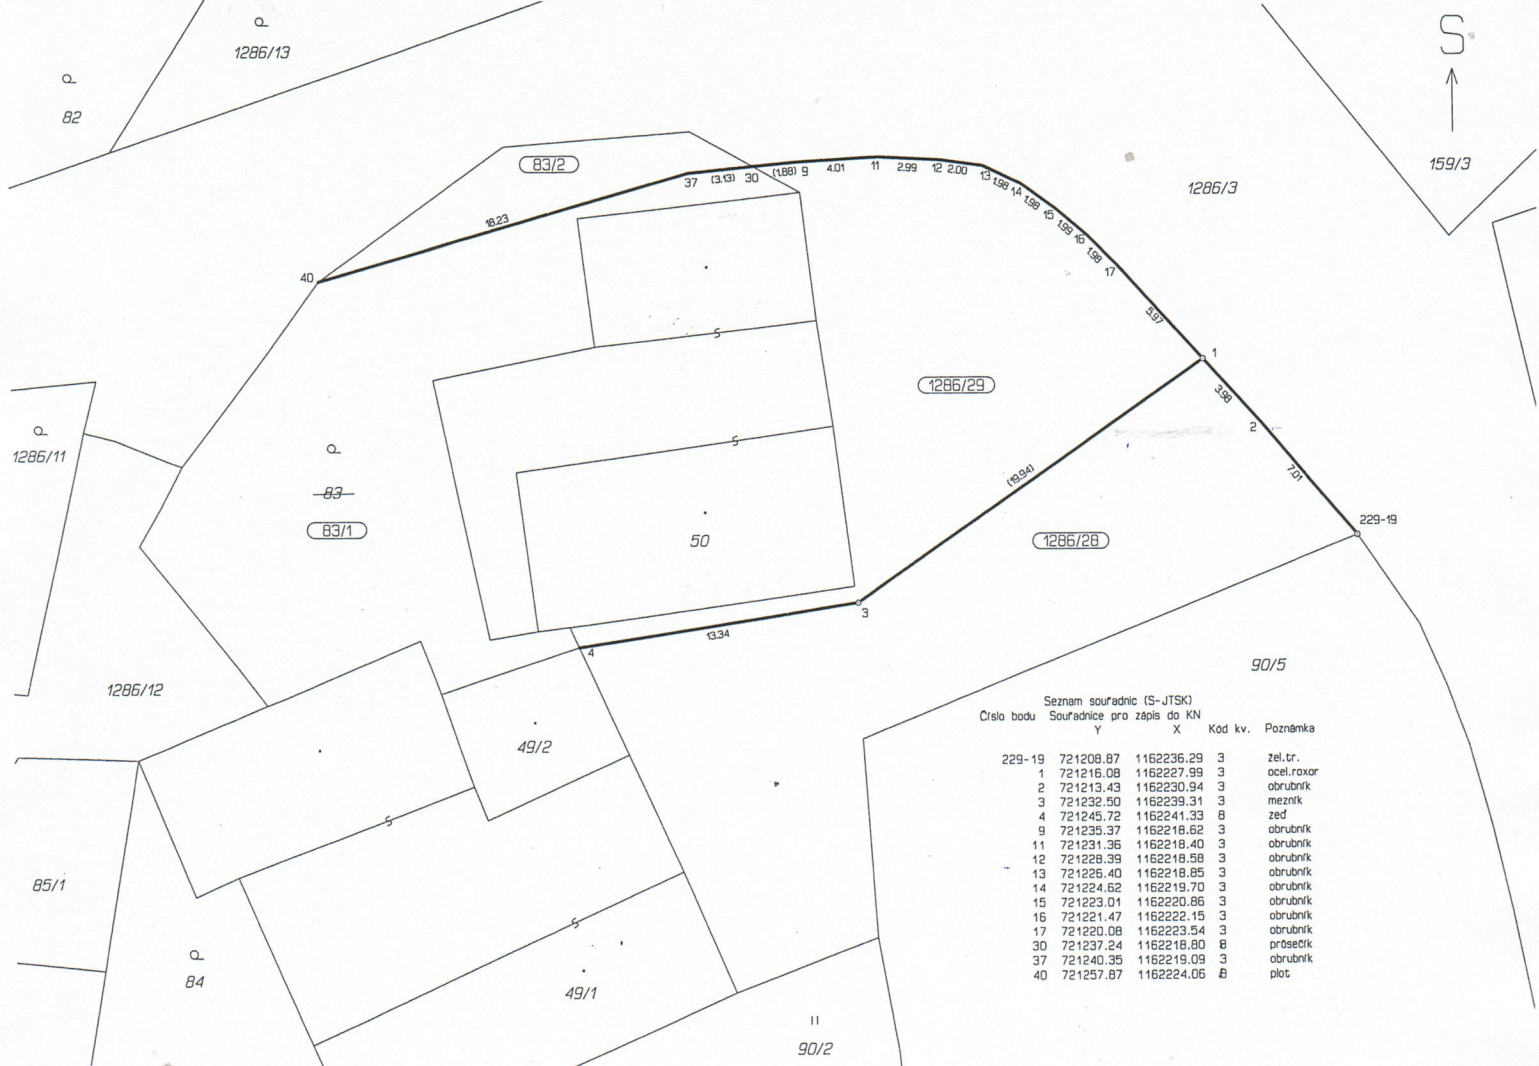 S
1286/13
82
159/3
1286/3
83/2
37 (3.13) 30 (1.88) 9 4.01 11 2.99 12 2.00 13 1.98 14 1.98 15 1.99 16 1.98 17
18.23
40
5.97
1
1286/29
3.98
2
7.01
1286/11
83
83/1
(19.94)
229-19
50
1286/28
3
13.34
4
90/5
1286/12
49/2
85/1
84
49/1
90/2
Seznam souřadnic (S-JTSK)
Číslo bodu Souřadnice pro zápis do KN
Y X Kód kv. Poznámka
229-19 721208.87 1162236.29 3 žel.tr.
1 721216.08 1162227.99 3 ocel.roxor
2 721213.43 1162230.94 3 obrubník
3 721232.50 1162239.31 3 mezník
4 721245.72 1162241.33 8 zeď
9 721235.37 1162218.62 3 obrubník
11 721231.36 1162218.40 3 obrubník
12 721228.39 1162218.58 3 obrubník
13 721226.40 1162218.85 3 obrubník
14 721224.62 1162219.70 3 obrubník
15 721223.01 1162220.86 3 obrubník
16 721221.47 1162222.15 3 obrubník
17 721220.08 1162223.54 3 obrubník
30 721237.24 1162218.80 8 průsečík
37 721240.35 1162219.09 3 obrubník
40 721257.87 1162224.06 8 plot